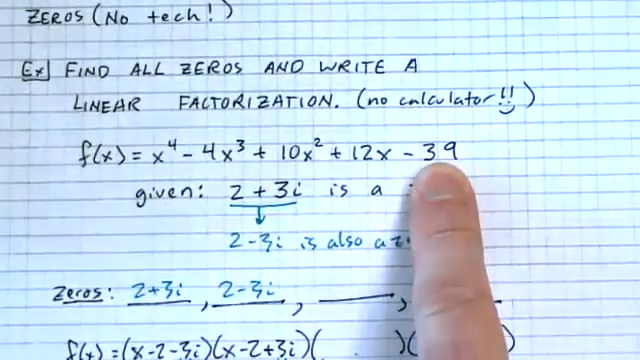 ZEROS (No tech!)
Ex FIND ALL ZEROS AND WRITE A
LINEAR FACTORIZATION. (no calculator!!)
f(x) = x⁴ - 4x³ + 10x² + 12x - 39
given: 2 + 3i is a
2-3i is also a
Zeros: 2+3i, 2-3i, ____,
f(x) = (x-2-3i)(x-2+3i)( )( )